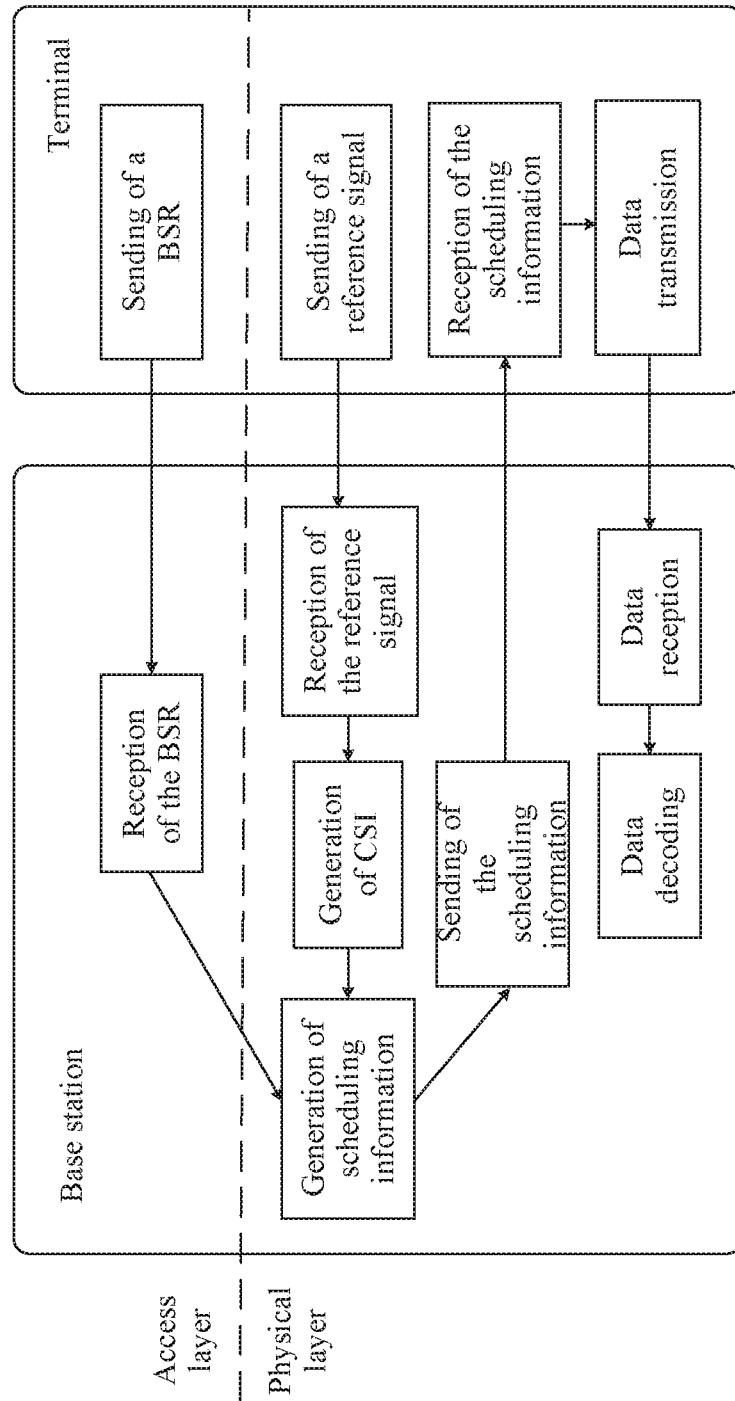 Base station
Terminal
Access
layer
Physical
layer
Reception
of the BSR
Sending of a
BSR
Generation of
scheduling
information
Generation
of CSI
Reception of
the reference
signal
Sending of a
reference signal
Sending of
the
scheduling
information
Reception of the
scheduling
information
Data
decoding
Data
reception
Data
transmission